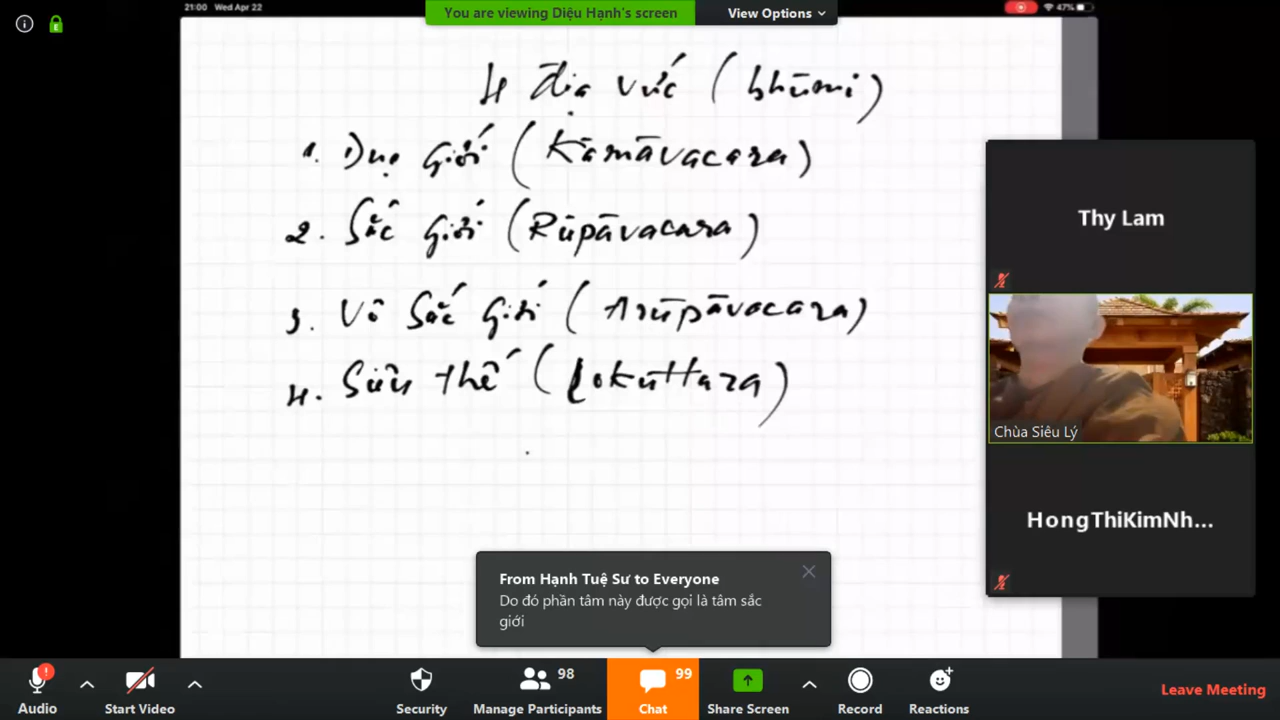 21:00 Wed Apr 22
You are viewing Diệu Hạnh's screen
View Options
47%
E
4 địa vức (bhūmi)
1. Dục giới (Kāmāvacara)
2. Sắc giới (Rūpāvacara)
3. Vô Sắc giới (Arūpāvacara)
4. Siêu thế (Lokuttara)
Thy Lam
Chùa Siêu Lý
HongThiKimNh...
From Hạnh Tuệ Sư to Everyone
Do đó phần tâm này được gọi là tâm sắc
giới
98
99
Audio
Start Video
Security
Manage Participants
Chat
Share Screen
Record
Reactions
Leave Meeting